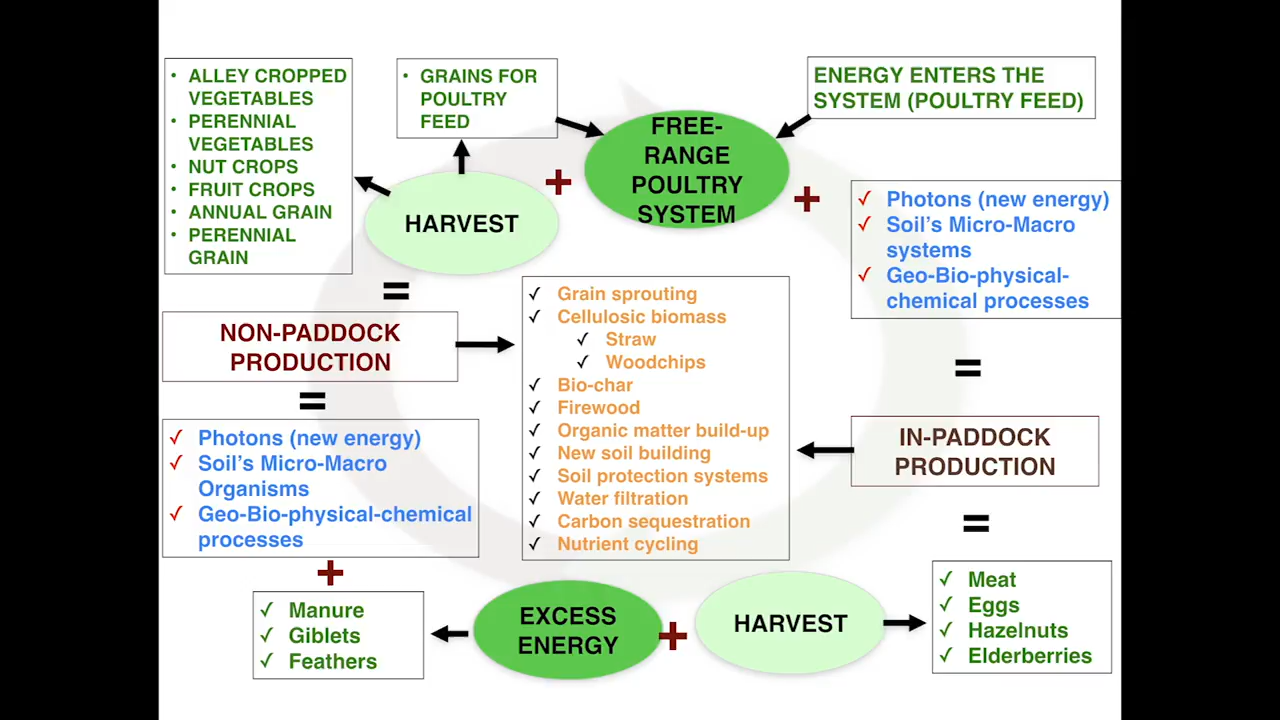 ALLEY CROPPED
VEGETABLES
PERENNIAL
VEGETABLES
NUT CROPS
FRUIT CROPS
ANNUAL GRAIN
PERENNIAL
GRAIN
GRAINS FOR
POULTRY
FEED
FREE-
RANGE
POULTRY
SYSTEM
ENERGY ENTERS THE
SYSTEM (POULTRY FEED)
+
+
HARVEST
Photons (new energy)
Soil's Micro-Macro
systems
Geo-Bio-physical-
chemical processes
=
NON-PADDOCK
PRODUCTION
Grain sprouting
Cellulosic biomass
Straw
Woodchips
Bio-char
Firewood
Organic matter build-up
New soil building
Soil protection systems
Water filtration
Carbon sequestration
Nutrient cycling
=
=
Photons (new energy)
Soil's Micro-Macro
Organisms
Geo-Bio-physical-chemical
processes
IN-PADDOCK
PRODUCTION
=
+
Manure
Giblets
Feathers
EXCESS
ENERGY
+
HARVEST
Meat
Eggs
Hazelnuts
Elderberries